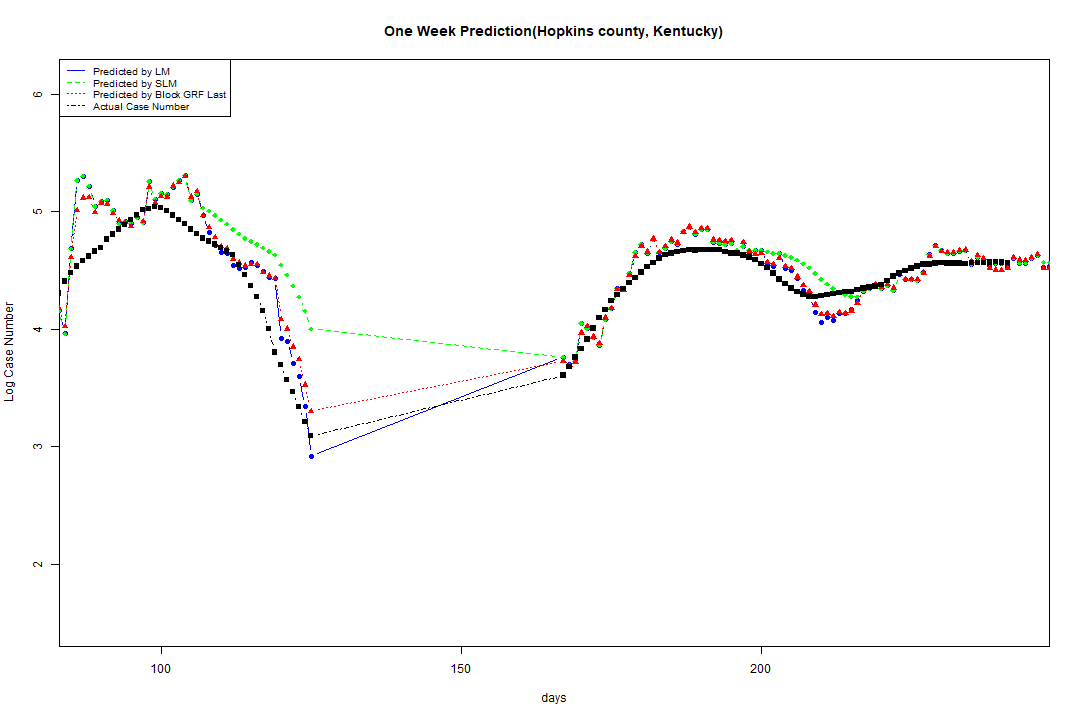 One Week Prediction(Hopkins county, Kentucky)
Predicted by LM
Predicted by SLM
Predicted by Block GRF Last
Actual Case Number
6
5
4
3
2
Log Case Number
100
150
200
days